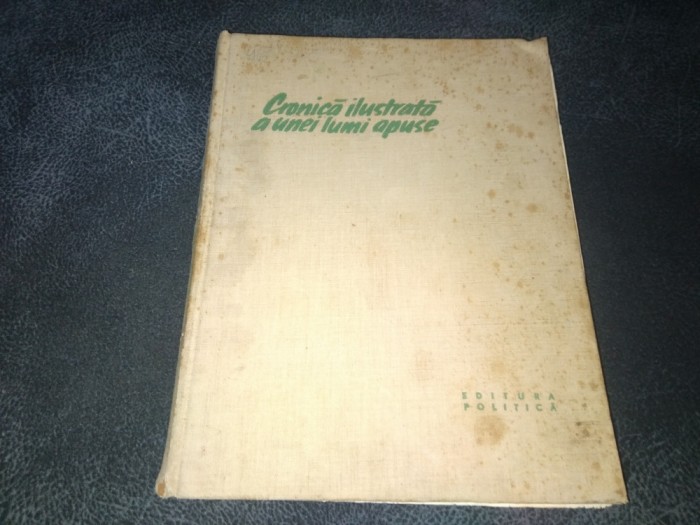 Cronică ilustrată
a unei lumi apuse
EDITURA
POLITICĂ